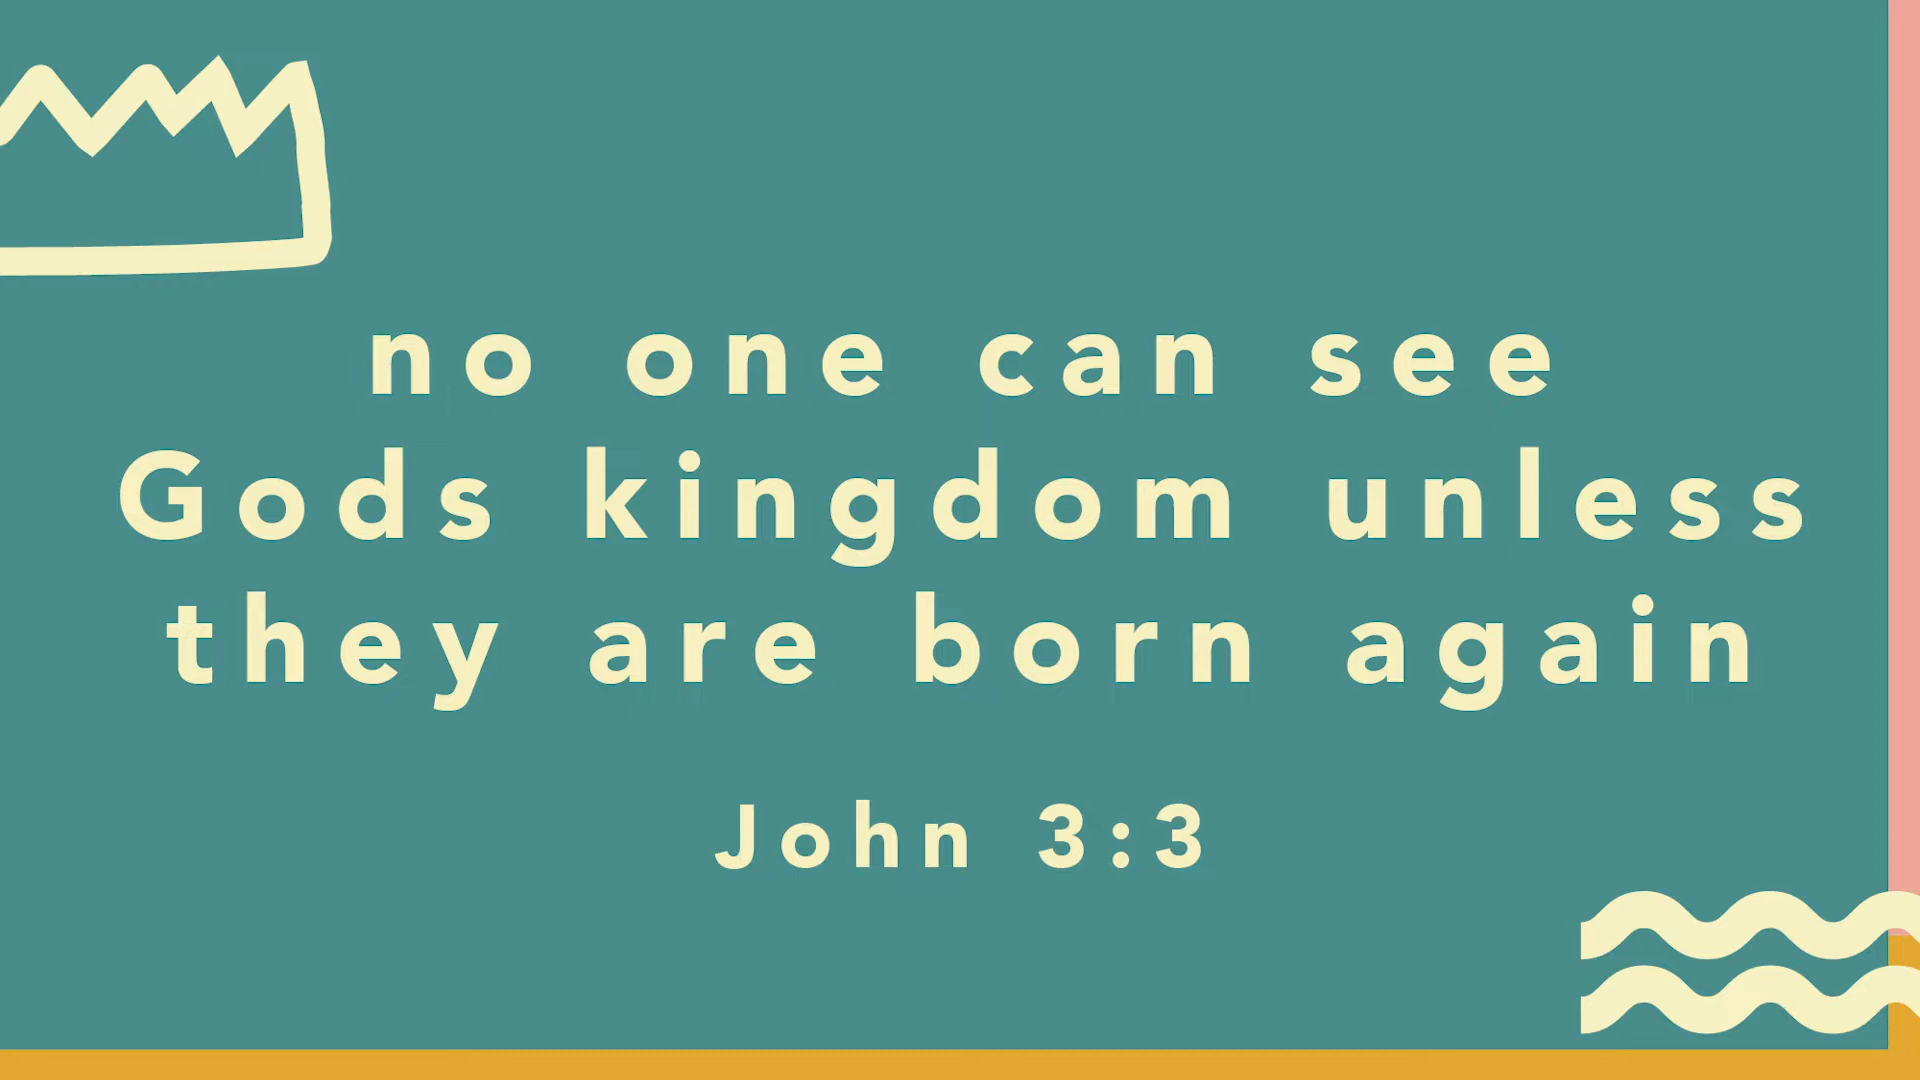 no one can see
Gods kingdom unless
they are born again
John 3:3